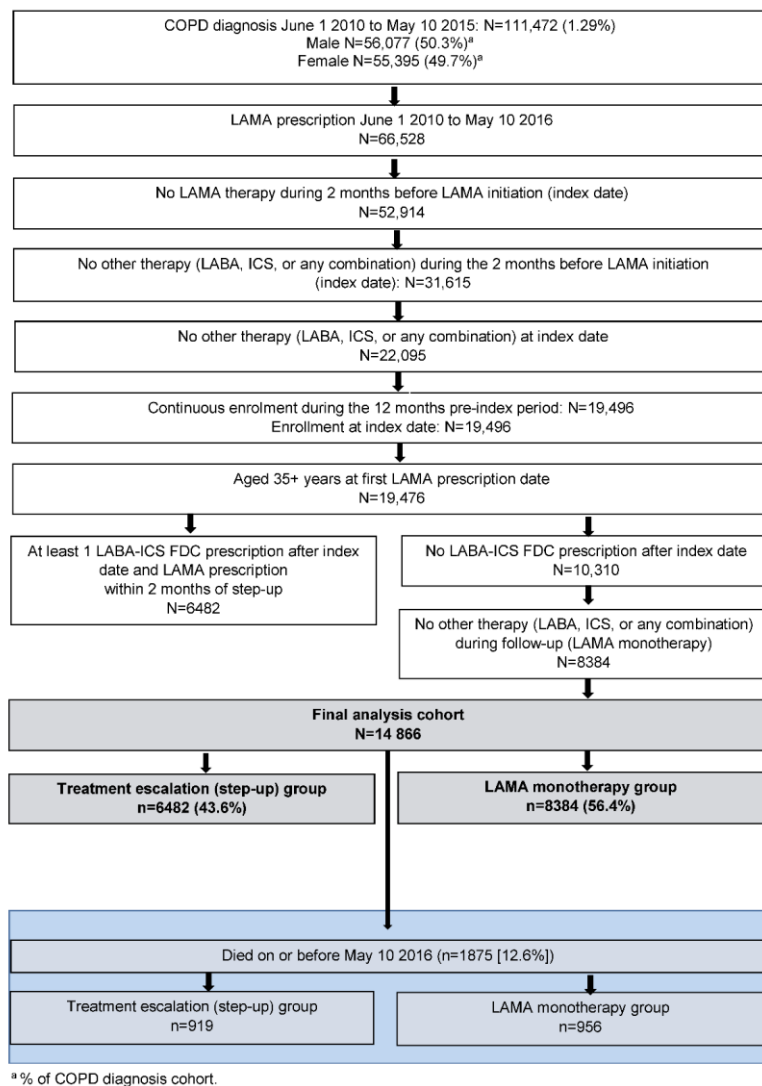 COPD diagnosis June 1 2010 to May 10 2015: N=111,472 (1.29%)
Male N=56,077 (50.3%)ª
Female N=55,395 (49.7%)ª
LAMA prescription June 1 2010 to May 10 2016
N=66,528
No LAMA therapy during 2 months before LAMA initiation (index date)
N=52,914
No other therapy (LABA, ICS, or any combination) during the 2 months before LAMA initiation
(index date): N=31,615
No other therapy (LABA, ICS, or any combination) at index date
N=22,095
Continuous enrolment during the 12 months pre-index period: N=19,496
Enrollment at index date: N=19,496
Aged 35+ years at first LAMA prescription date
N=19,476
At least 1 LABA-ICS FDC prescription after index
date and LAMA prescription
within 2 months of step-up
N=6482
No LABA-ICS FDC prescription after index date
N=10,310
No other therapy (LABA, ICS, or any combination)
during follow-up (LAMA monotherapy)
N=8384
Final analysis cohort
N=14 866
Treatment escalation (step-up) group
n=6482 (43.6%)
LAMA monotherapy group
n=8384 (56.4%)
Died on or before May 10 2016 (n=1875 [12.6%])
Treatment escalation (step-up) group
n=919
LAMA monotherapy group
n=956
ª % of COPD diagnosis cohort.